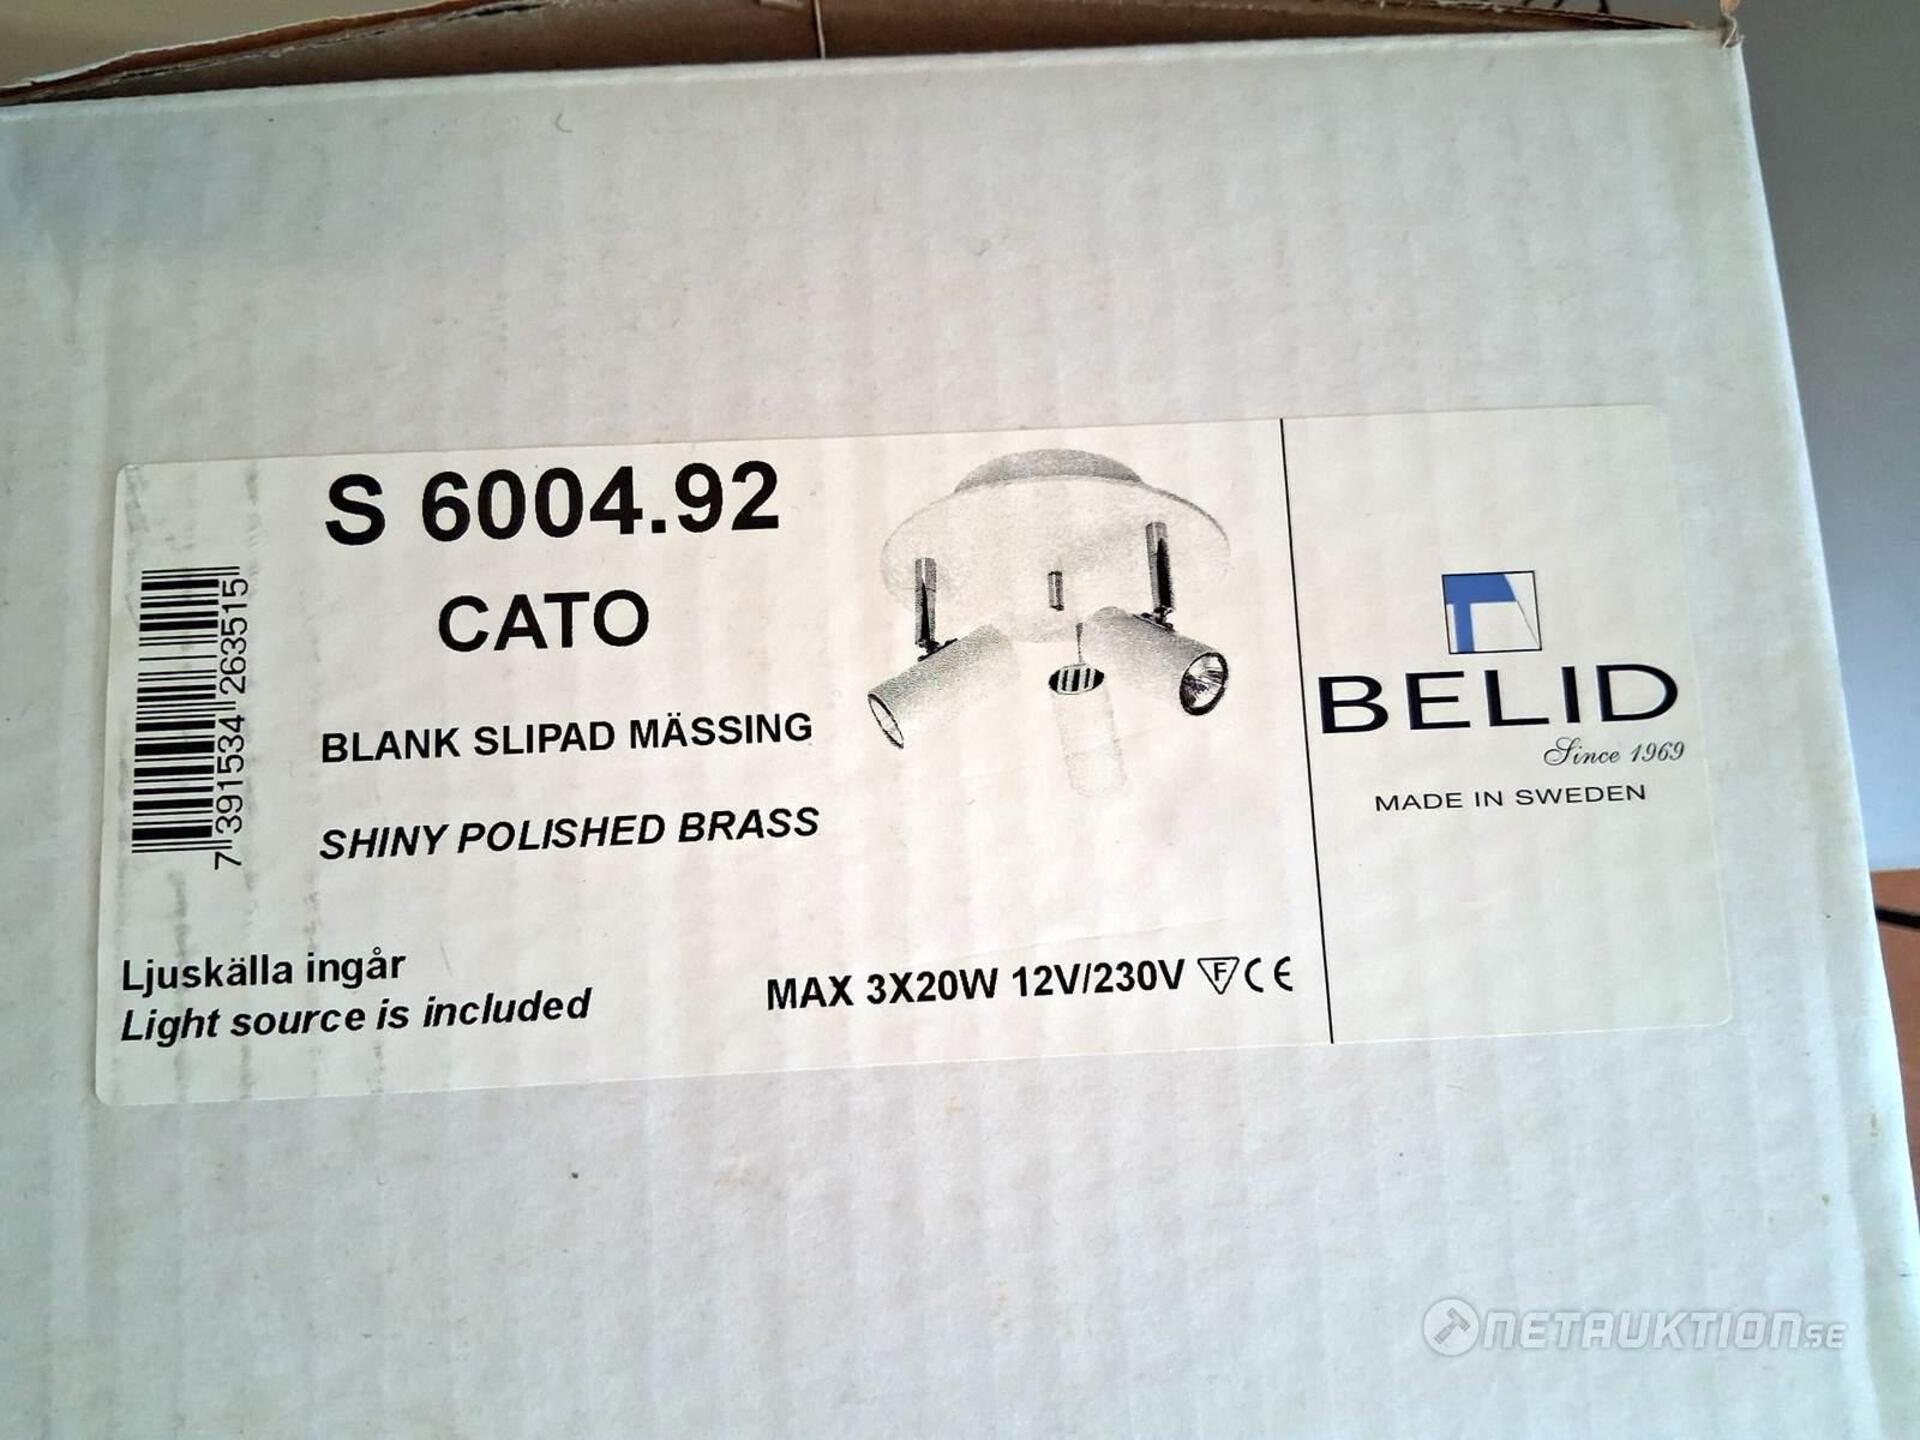 S 6004.92
CATO
BLANK SLIPAD MÄSSING
SHINY POLISHED BRASS
7 391534 263515
Ljuskälla ingår
Light source is included
MAX 3X20W 12V/230V F CE
BELID
Since 1969
MADE IN SWEDEN
NETAUKTION.SE